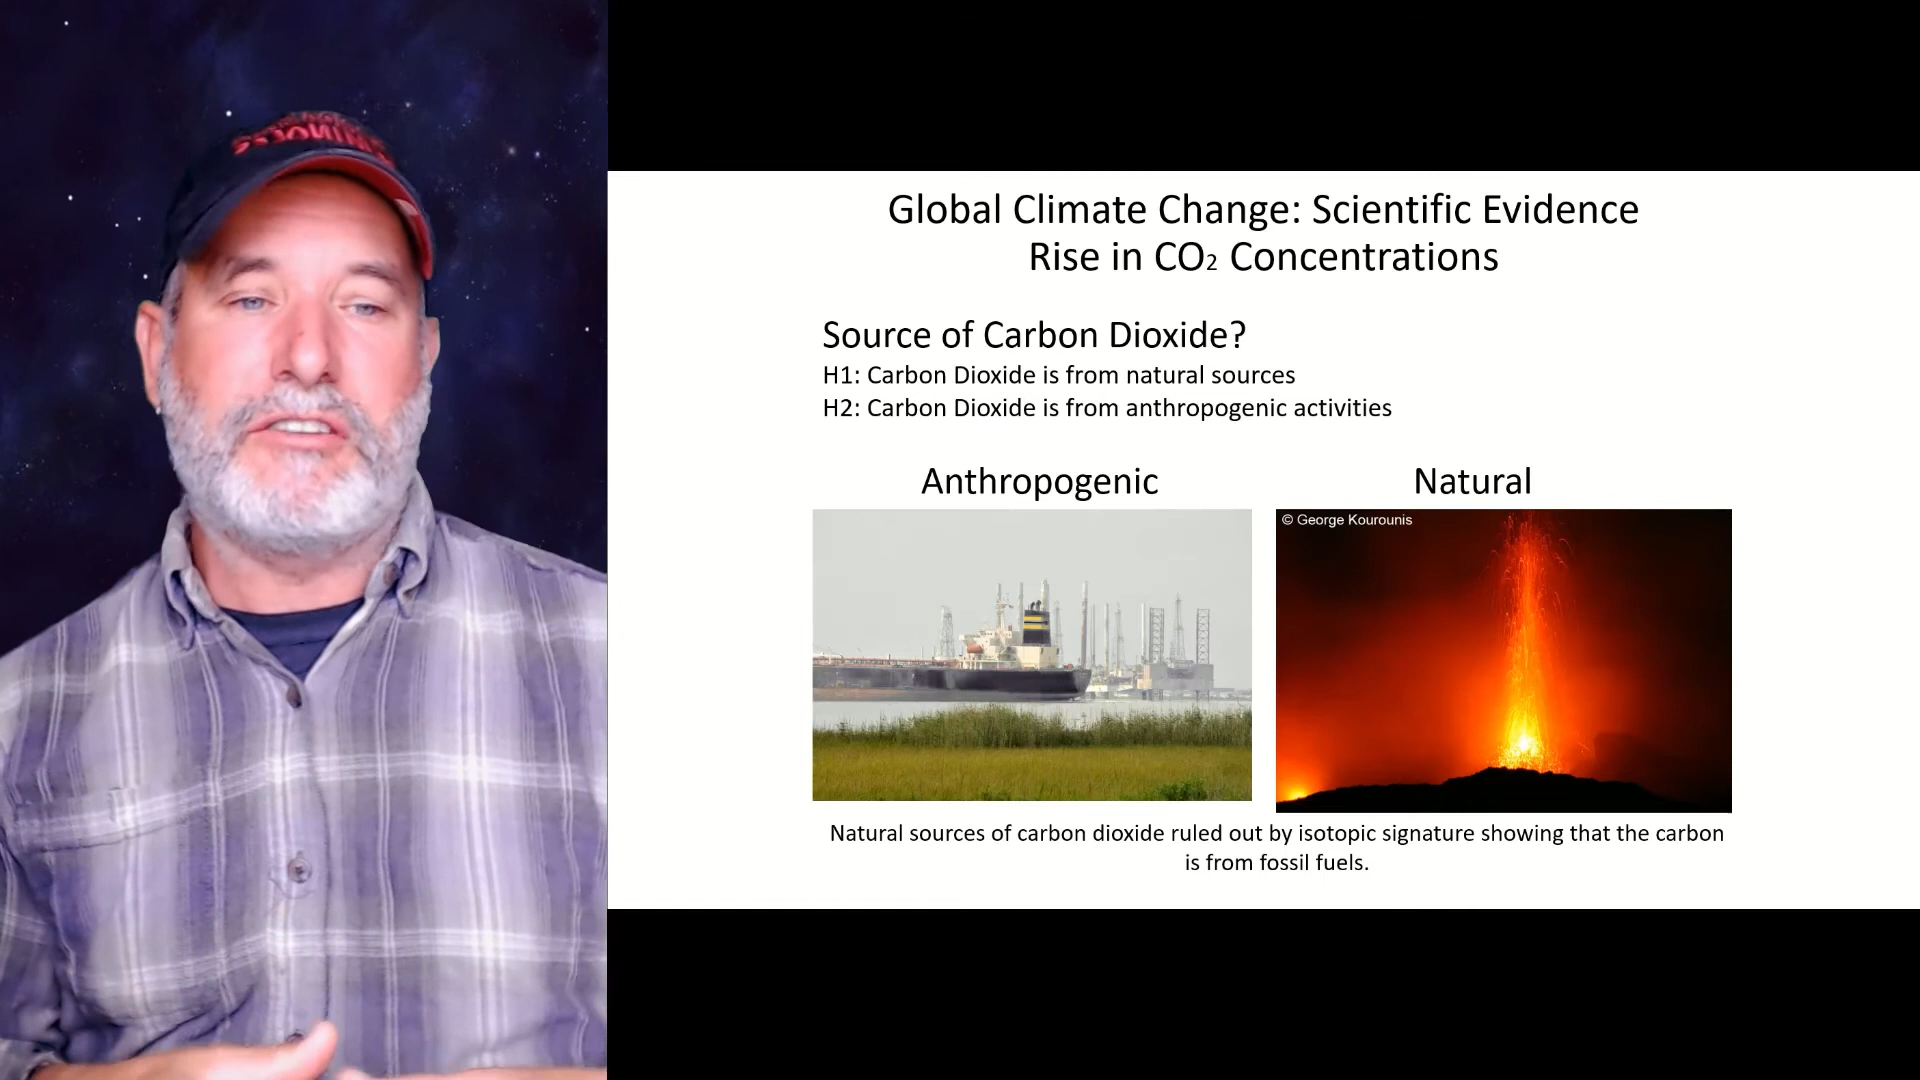 Global Climate Change: Scientific Evidence
Rise in CO₂ Concentrations
Source of Carbon Dioxide?
H1: Carbon Dioxide is from natural sources
H2: Carbon Dioxide is from anthropogenic activities
Anthropogenic
Natural
© George Kourounis
Natural sources of carbon dioxide ruled out by isotopic signature showing that the carbon
is from fossil fuels.